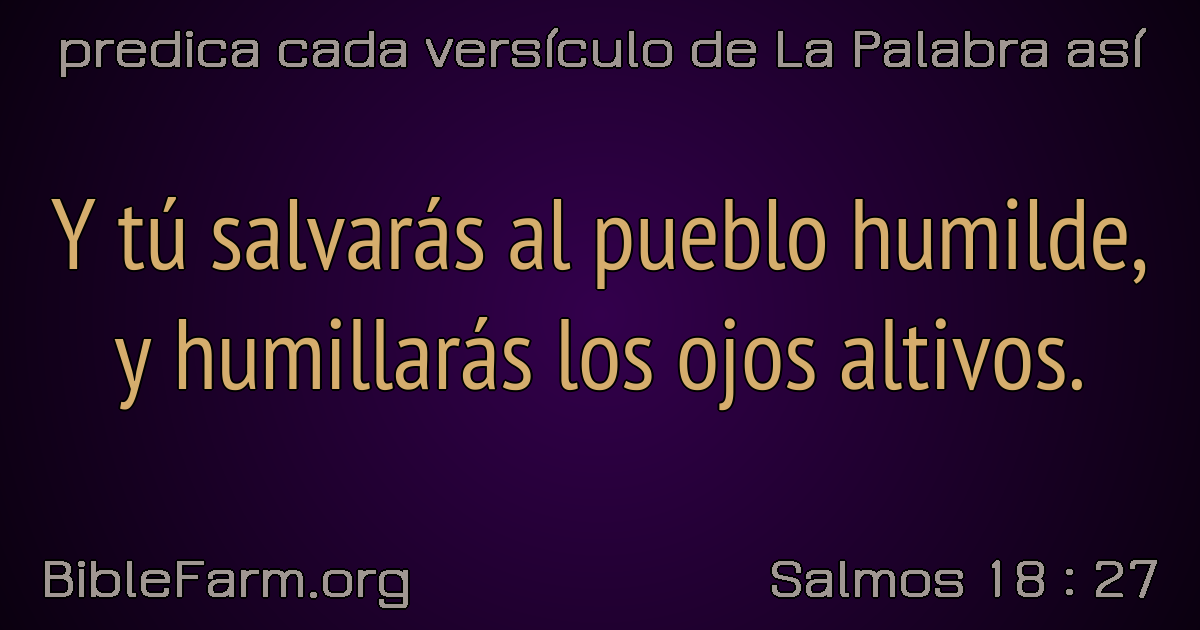 predica cada versículo de La Palabra así
Y tú salvarás al pueblo humilde,
y humillarás los ojos altivos.
BibleFarm.org
Salmos 18 : 27